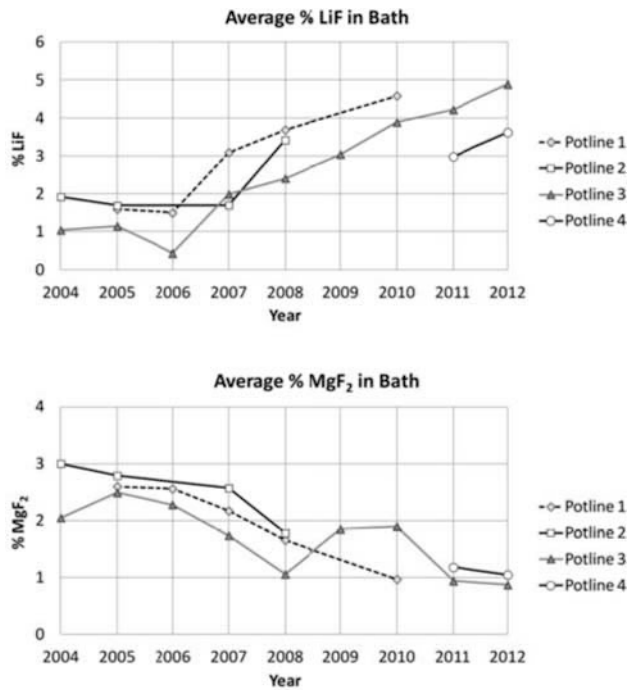 Average % LiF in Bath
6
5
4
3
2
1
0
% LiF
2004 2005 2006 2007 2008 2009 2010 2011 2012
Year
Potline 1
Potline 2
Potline 3
Potline 4
Average % MgF₂ in Bath
4
3
2
1
0
% MgF₂
2004 2005 2006 2007 2008 2009 2010 2011 2012
Year
Potline 1
Potline 2
Potline 3
Potline 4